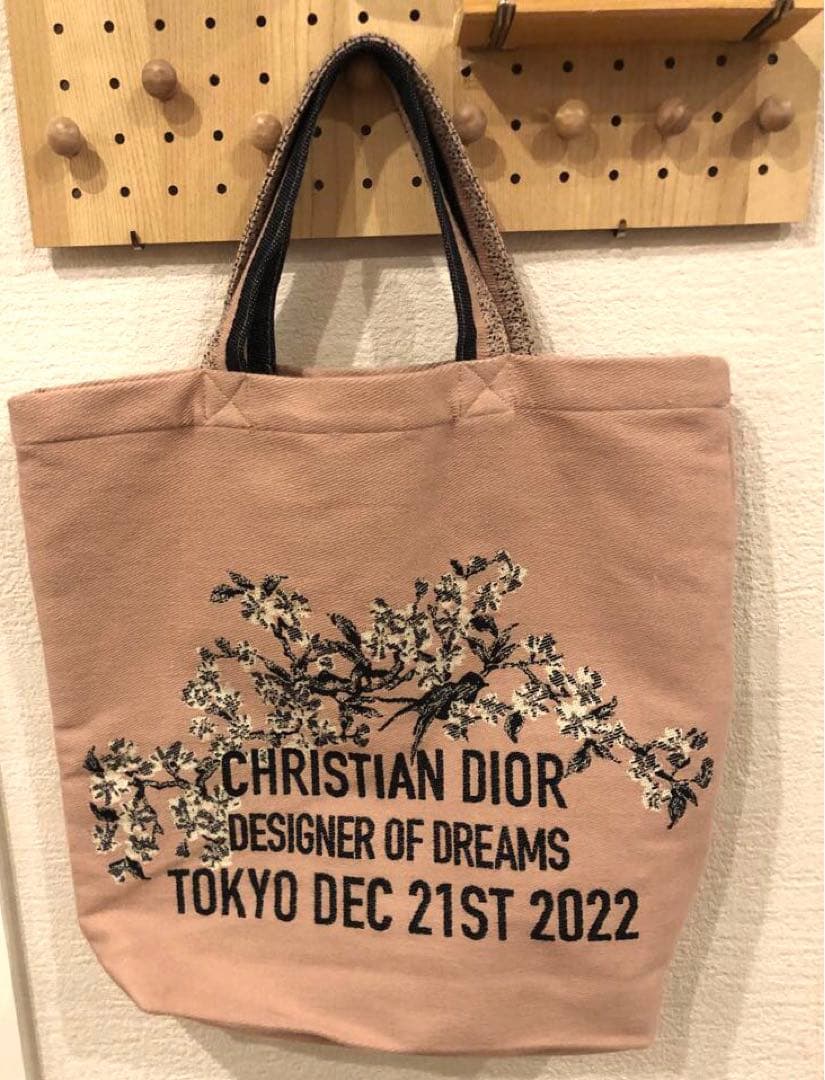 CHRISTIAN DIOR
DESIGNER OF DREAMS
TOKYO DEC 21ST 2022